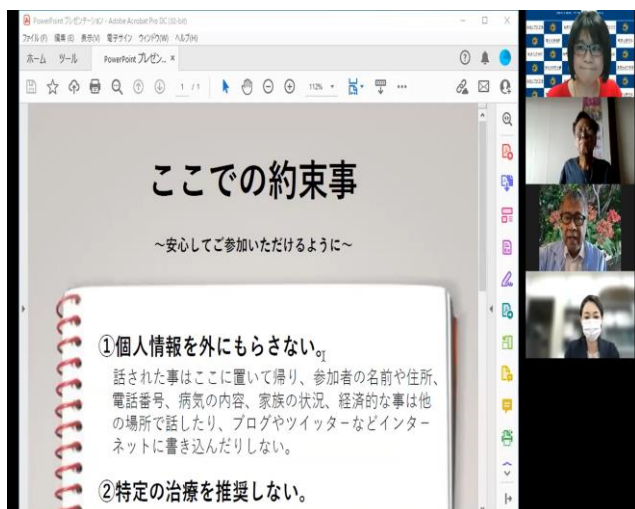 PowerPoint プレゼンテーション - Adobe Acrobat Pro DC (32-bit)
ファイル(F) 編集(E) 表示(V) 電子サイン ウィンドウ(W) ヘルプ(H)
ホーム ツール PowerPoint プレゼン... ×
1 / 1 112%
ここでの約束事
～安心してご参加いただけるように～
①個人情報を外にもらさない。
話された事はここに置いて帰り、参加者の名前や住所、
電話番号、病気の内容、家族の状況、経済的な事は他
の場所で話したり、ブログやツイッターなどインター
ネットに書き込んだりしない。
②特定の治療を推奨しない。